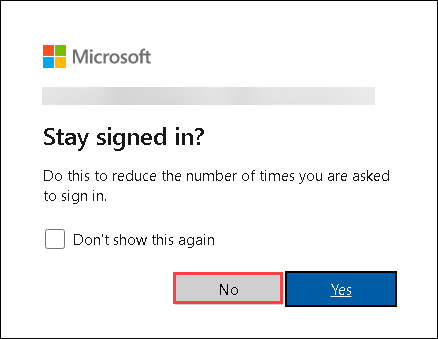 Microsoft
Stay signed in?
Do this to reduce the number of times you are asked
to sign in.
Don't show this again
No
Yes